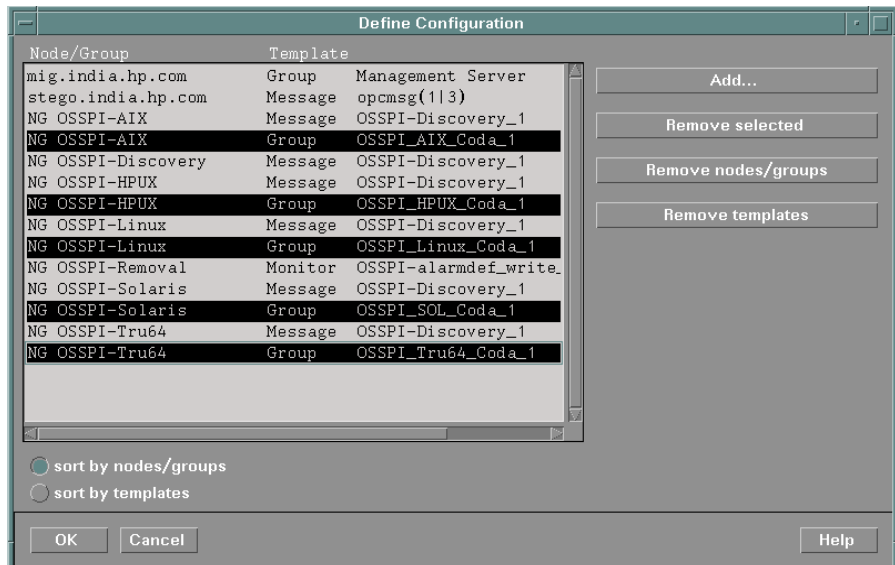 Define Configuration
Node/Group Template
mig.india.hp.com Group Management Server
stego.india.hp.com Message opcmsg(1|3)
NG OSSPI-AIX Message OSSPI-Discovery_1
NG OSSPI-AIX Group OSSPI_AIX_Coda_1
NG OSSPI-Discovery Message OSSPI-Discovery_1
NG OSSPI-HPUX Message OSSPI-Discovery_1
NG OSSPI-HPUX Group OSSPI_HPUX_Coda_1
NG OSSPI-Linux Message OSSPI-Discovery_1
NG OSSPI-Linux Group OSSPI_Linux_Coda_1
NG OSSPI-Removal Monitor OSSPI-alarmdef_write_
NG OSSPI-Solaris Message OSSPI-Discovery_1
NG OSSPI-Solaris Group OSSPI_SOL_Coda_1
NG OSSPI-Tru64 Message OSSPI-Discovery_1
NG OSSPI-Tru64 Group OSSPI_Tru64_Coda_1
Add...
Remove selected
Remove nodes/groups
Remove templates
sort by nodes/groups
sort by templates
OK Cancel Help